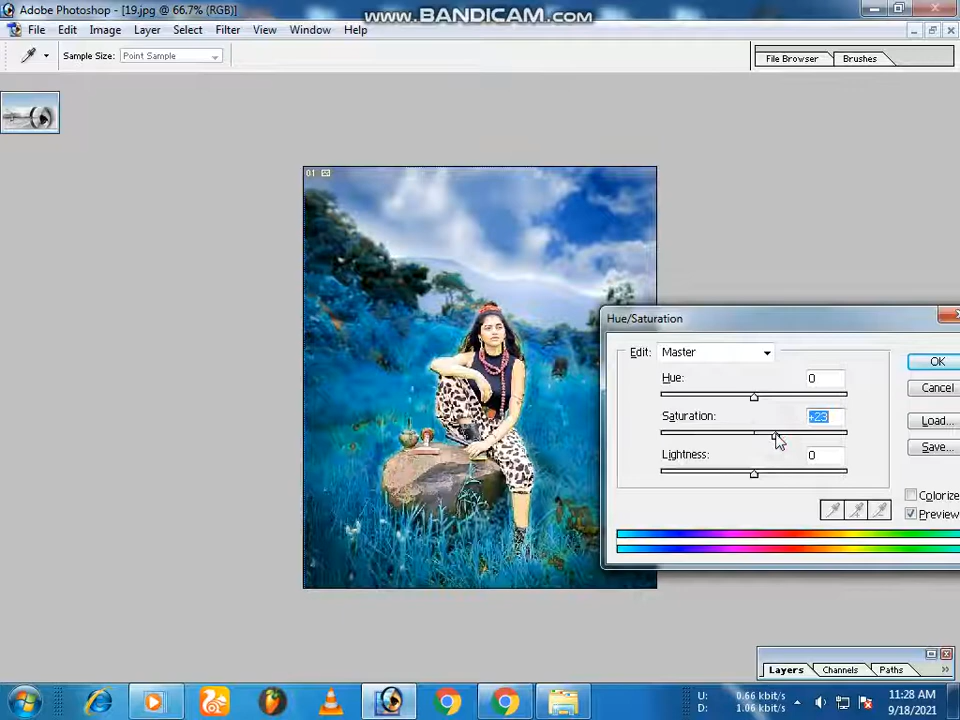 Adobe Photoshop - [19.jpg @ 66.7% (RGB)]
WWW.BANDICAM.COM
File Edit Image Layer Select Filter View Window Help
Sample Size: Point Sample
File Browser Brushes
01
Hue/Saturation
Edit: Master
Hue: 0
OK
Cancel
Saturation: +23
Load...
Save...
Lightness: 0
Colorize
Preview
Layers Channels Paths »
U: 0.66 kbit/s
D: 1.06 kbit/s
11:28 AM
9/18/2021